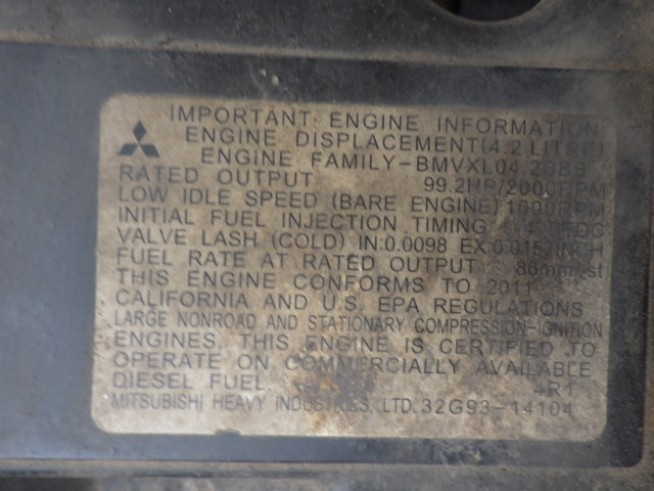 IMPORTANT ENGINE INFORMATION
ENGINE DISPLACEMENT(4.2 LITRE)
ENGINE FAMILY-BMVXL04.2BBB
RATED OUTPUT 99.2HP/2000RPM
LOW IDLE SPEED (BARE ENGINE) 1000RPM
INITIAL FUEL INJECTION TIMING
VALVE LASH (COLD) IN:0.0098 EX:0.0157INCH
FUEL RATE AT RATED OUTPUT 86mm³/st
THIS ENGINE CONFORMS TO 2011
CALIFORNIA AND U.S. EPA REGULATIONS
LARGE NONROAD AND STATIONARY COMPRESSION-IGNITION
ENGINES. THIS ENGINE IS CERTIFIED TO
OPERATE ON COMMERCIALLY AVAILABLE
DIESEL FUEL. 4R1
MITSUBISHI HEAVY INDUSTRIES, LTD. 32G93-14104